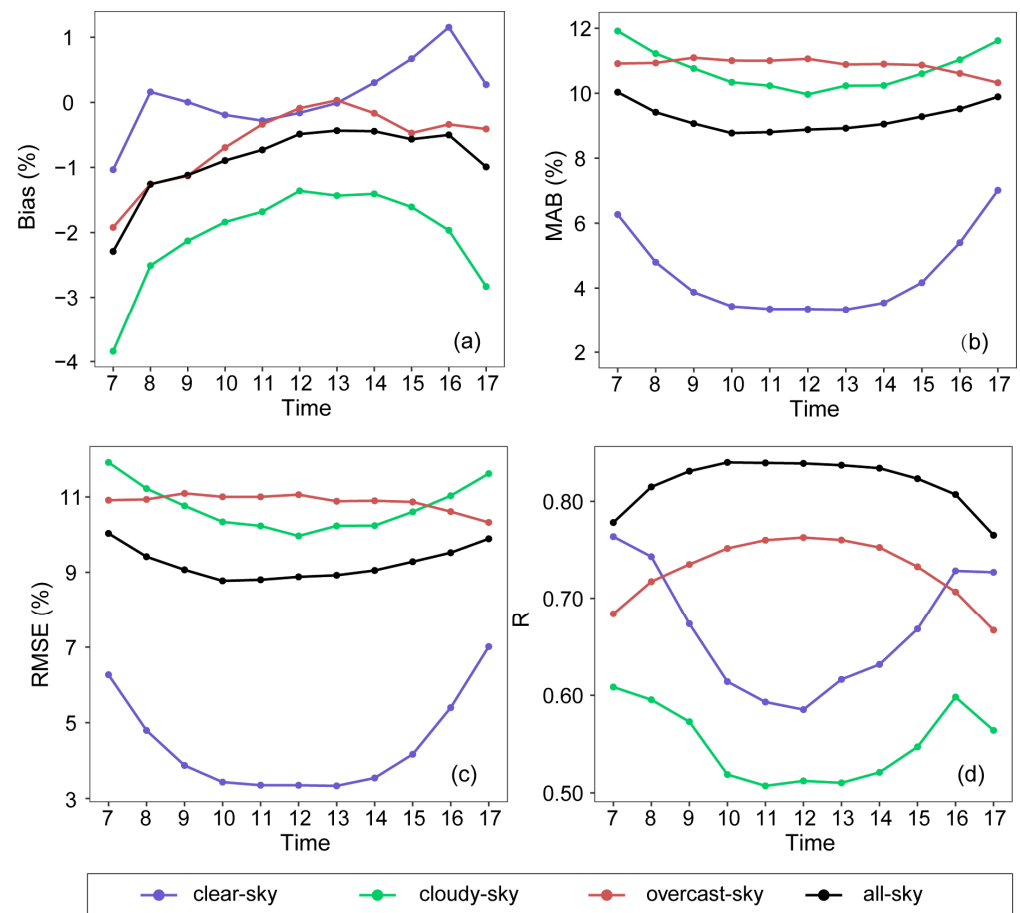 1
0
−1
−2
−3
−4
Bias (%)
(a)
7 8 9 10 11 12 13 14 15 16 17
Time
12
10
8
6
4
2
MAB (%)
(b)
7 8 9 10 11 12 13 14 15 16 17
Time
11
9
7
5
3
RMSE (%)
(c)
7 8 9 10 11 12 13 14 15 16 17
Time
0.80
0.70
0.60
0.50
R
(d)
7 8 9 10 11 12 13 14 15 16 17
Time
clear-sky cloudy-sky overcast-sky all-sky